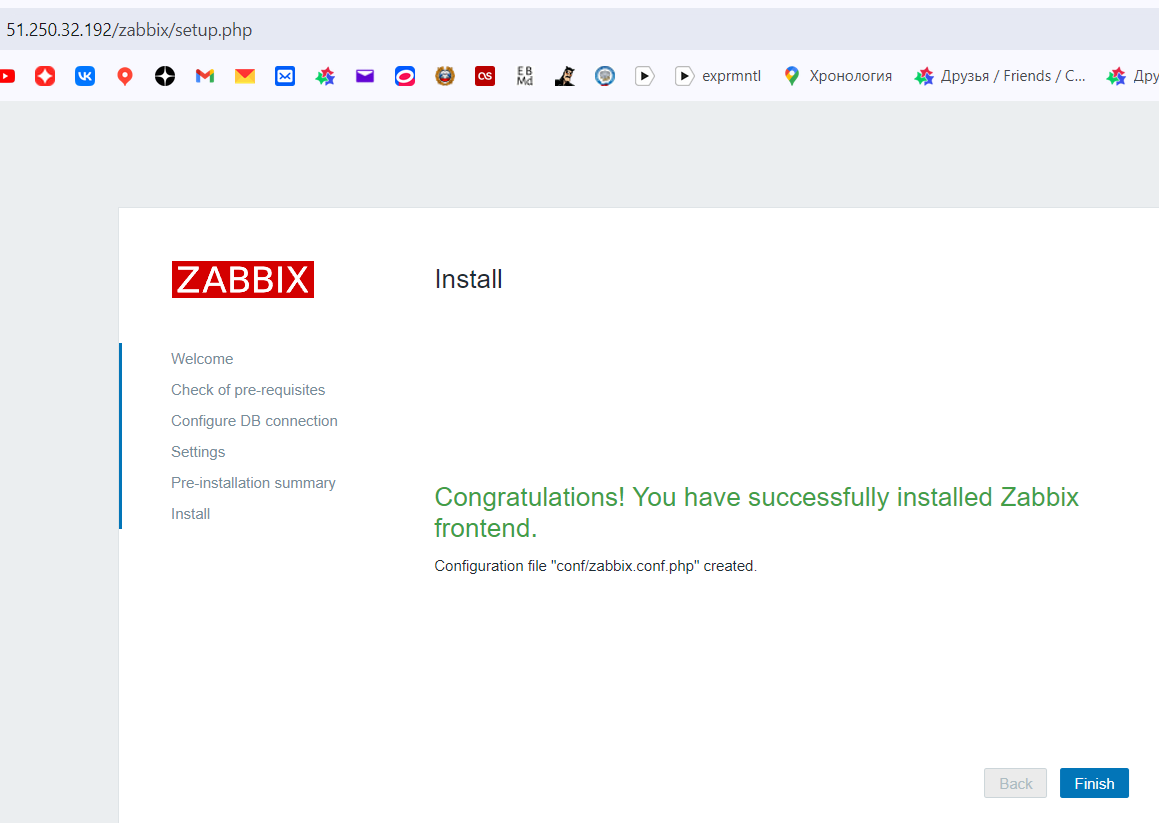 51.250.32.192/zabbix/setup.php
EB Md exprmntl Хронология Друзья / Friends / C... Дру
ZABBIX
Install
Welcome
Check of pre-requisites
Configure DB connection
Settings
Pre-installation summary
Install
Congratulations! You have successfully installed Zabbix
frontend.
Configuration file "conf/zabbix.conf.php" created.
Back
Finish